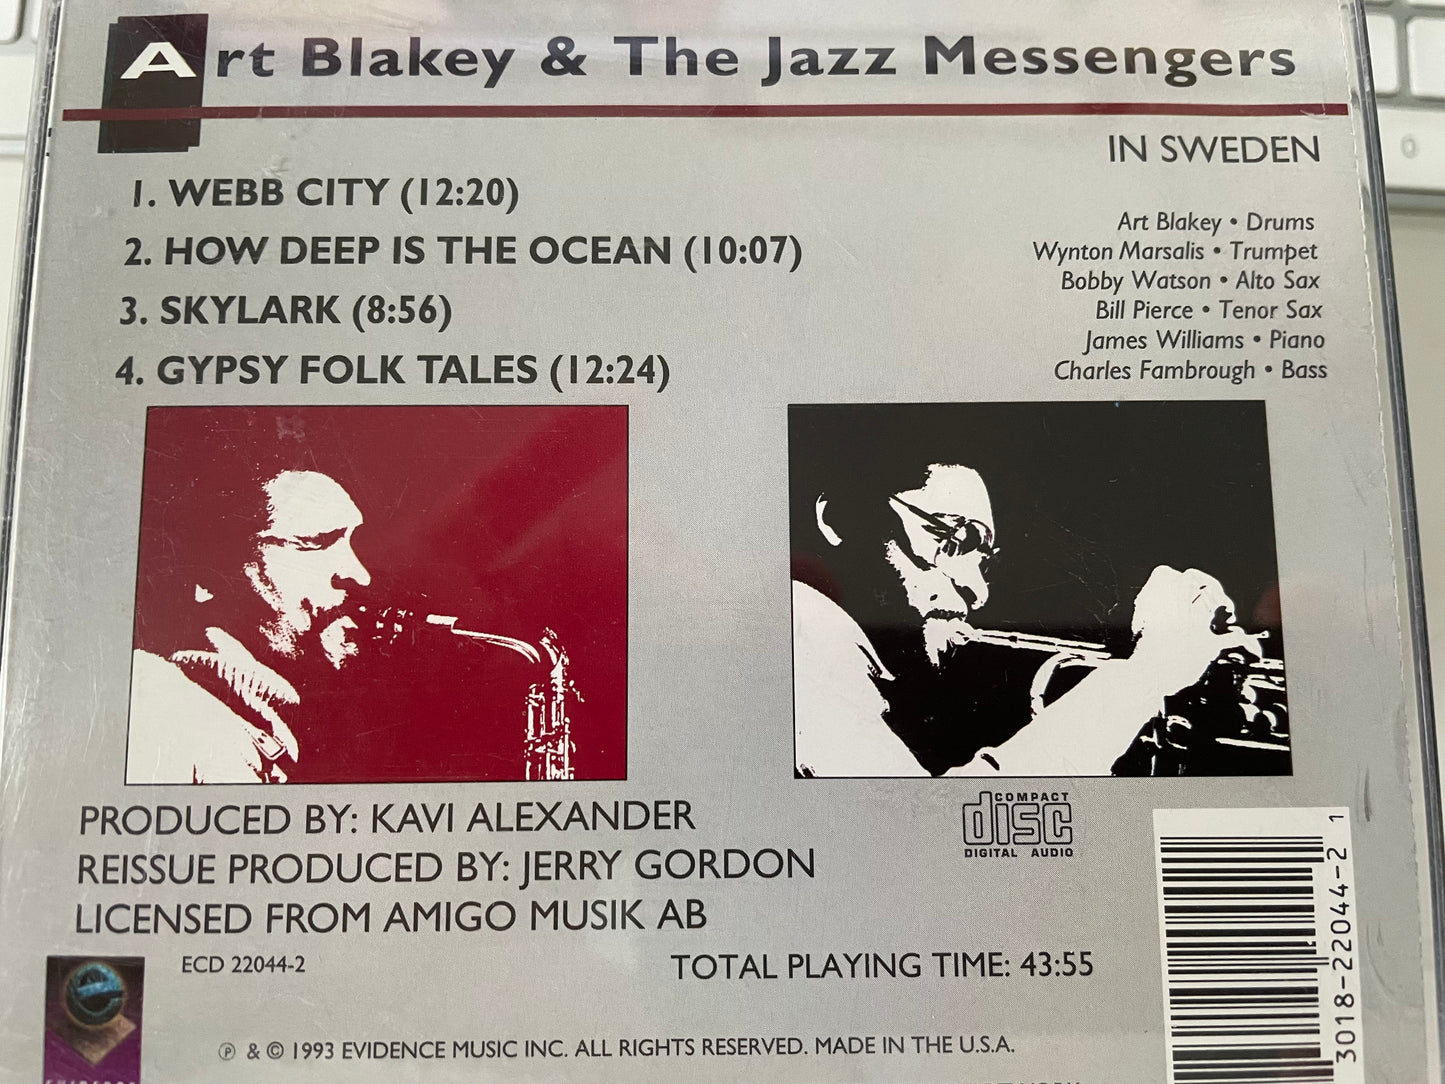 Art Blakey & The Jazz Messengers
IN SWEDEN
1. WEBB CITY (12:20)
2. HOW DEEP IS THE OCEAN (10:07)
3. SKYLARK (8:56)
4. GYPSY FOLK TALES (12:24)
Art Blakey • Drums
Wynton Marsalis • Trumpet
Bobby Watson • Alto Sax
Bill Pierce • Tenor Sax
James Williams • Piano
Charles Fambrough • Bass
PRODUCED BY: KAVI ALEXANDER
REISSUE PRODUCED BY: JERRY GORDON
LICENSED FROM AMIGO MUSIK AB
COMPACT
disc
DIGITAL AUDIO
ECD 22044-2
TOTAL PLAYING TIME: 43:55
℗ & © 1993 EVIDENCE MUSIC INC. ALL RIGHTS RESERVED. MADE IN THE U.S.A.
3018-22044-2 1